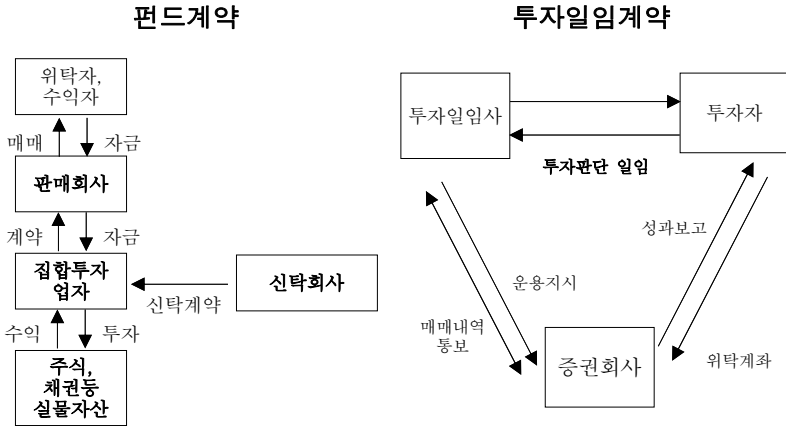 펀드계약
위탁자,
수익자
매매
자금
판매회사
계약
자금
집합투자
업자
신탁계약
신탁회사
수익
투자
주식,
채권등
실물자산
투자일임계약
투자일임사
투자자
투자판단 일임
성과보고
운용지시
매매내역
통보
증권회사
위탁계좌